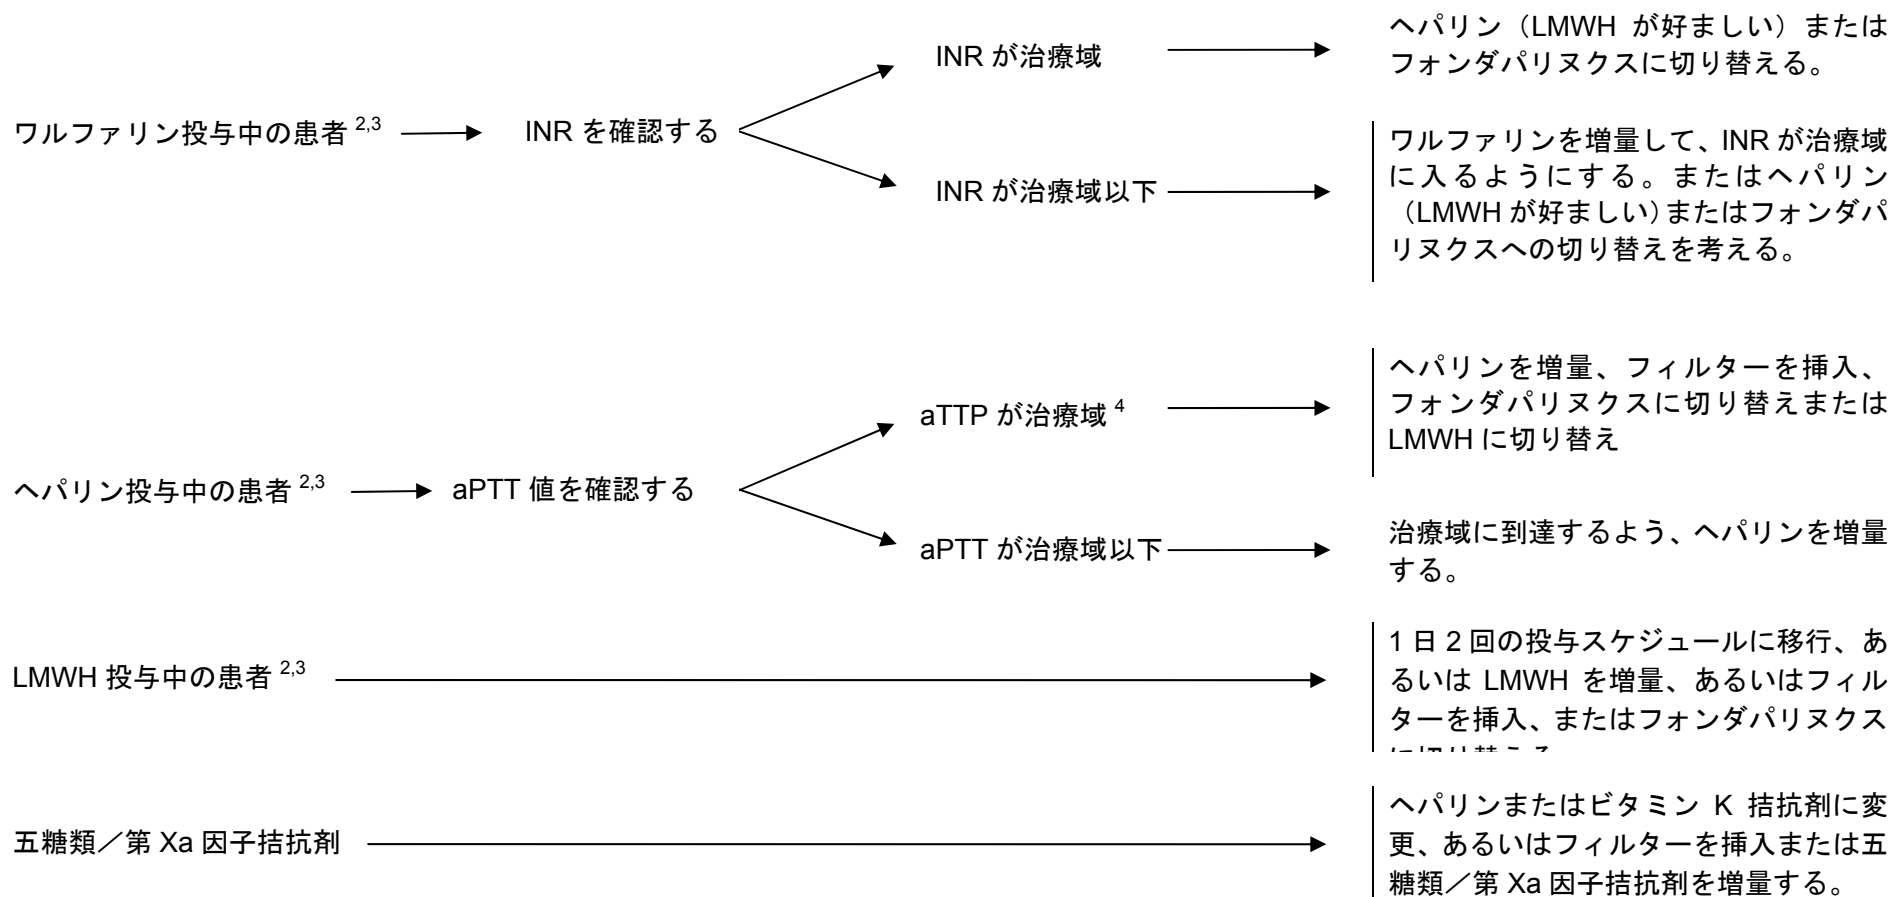 ヘパリン（LMWH が好ましい）または
フォンダパリヌクスに切り替える。
INR が治療域
ワルファリン投与中の患者 2,3
INR を確認する
ワルファリンを増量して、INR が治療域
に入るようにする。またはヘパリン
（LMWH が好ましい）またはフォンダパ
リヌクスへの切り替えを考える。
INR が治療域以下
ヘパリンを増量、フィルターを挿入、
フォンダパリヌクスに切り替えまたは
LMWH に切り替え
aTTP が治療域 4
ヘパリン投与中の患者 2,3
aPTT 値を確認する
aPTT が治療域以下
治療域に到達するよう、ヘパリンを増量
する。
LMWH 投与中の患者 2,3
1 日 2 回の投与スケジュールに移行、あ
るいは LMWH を増量、あるいはフィル
ターを挿入、またはフォンダパリヌクス
五糖類／第 Xa 因子拮抗剤
ヘパリンまたはビタミン K 拮抗剤に変
更、あるいはフィルターを挿入または五
糖類／第 Xa 因子拮抗剤を増量する。